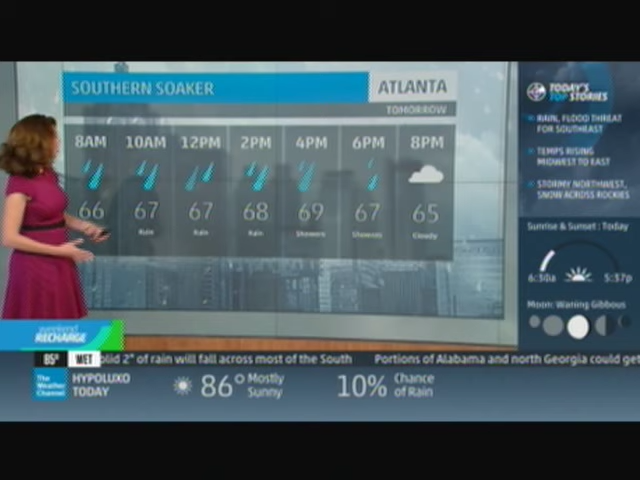 SOUTHERN SOAKER
ATLANTA
TOMORROW
8AM 10AM 12PM 2PM 4PM 6PM 8PM
66 67 67 68 69 67 65
Rain Rain Rain Showers Showers Cloudy
TODAY'S
TOP STORIES
RAIN, FLOOD THREAT
FOR SOUTHEAST
TEMPS RISING
MIDWEST TO EAST
STORMY NORTHWEST,
SNOW ACROSS ROCKIES
Sunrise & Sunset : Today
6:30a 5:37p
Moon: Waning Gibbous
weekend
RECHARGE
85° WET olid 2" of rain will fall across most of the South Portions of Alabama and north Georgia could get
The
Weather
Channel
HYPOLUXO
TODAY
86° Mostly
Sunny
10% Chance
of Rain